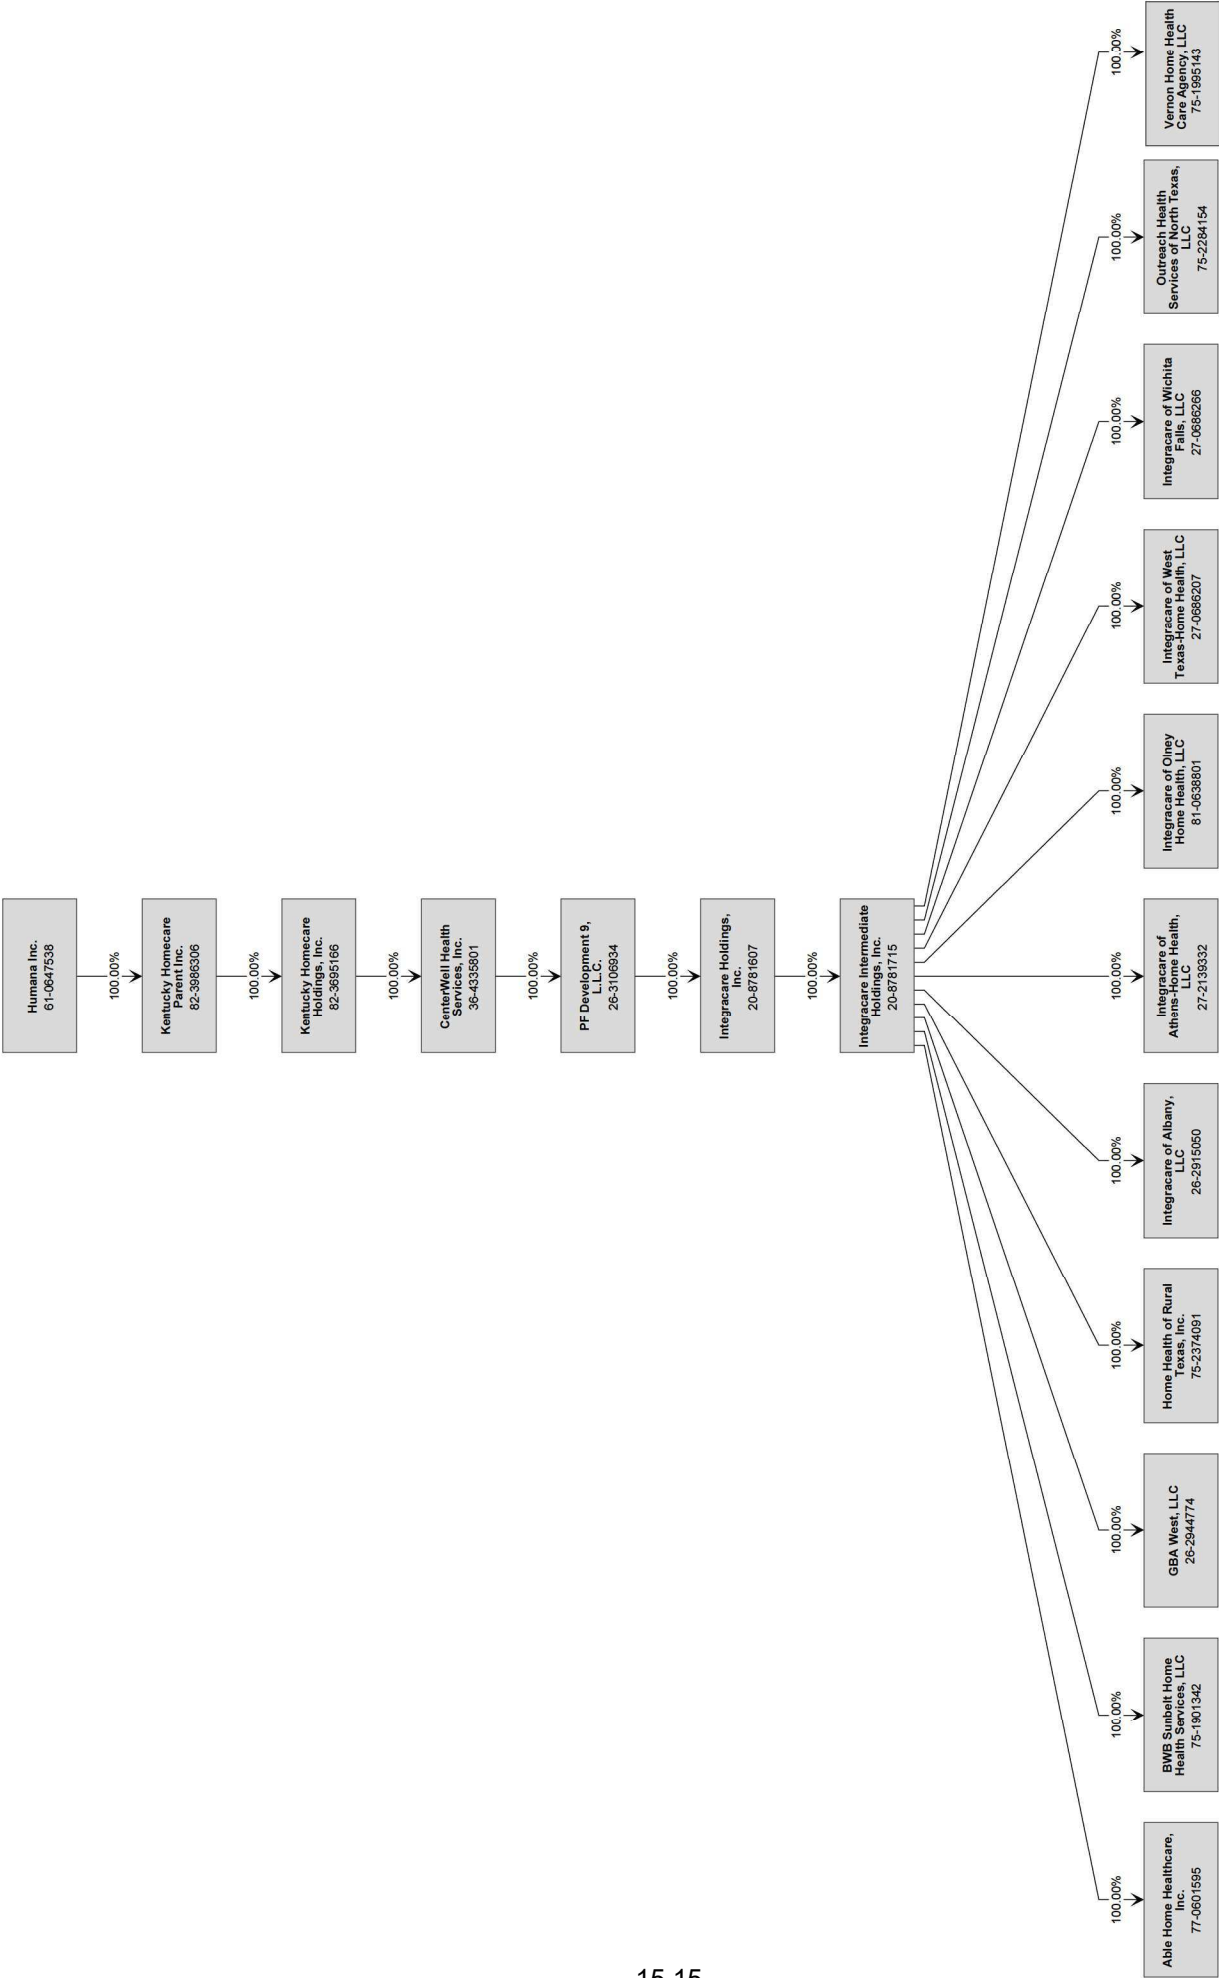 Humana Inc.
61-0647538
100.00%
Kentucky Homecare
Parent Inc.
82-3986306
100.00%
Kentucky Homecare
Holdings, Inc.
82-3695166
100.00%
CenterWell Health
Services, Inc.
36-4335801
100.00%
PF Development 9,
L.L.C.
26-3106934
100.00%
Integracare Holdings,
Inc.
20-8781607
100.00%
Integracare Intermediate
Holdings, Inc.
20-8781715
100.00%
Able Home Healthcare,
Inc.
77-0601595
100.00%
BWB Sunbelt Home
Health Services, LLC
75-1901342
100.00%
GBA West, LLC
26-2944774
100.00%
Home Health of Rural
Texas, Inc.
75-2374091
100.00%
Integracare of Albany,
LLC
26-2915050
100.00%
Integracare of
Athens-Home Health,
LLC
27-2139332
100.00%
Integracare of Olney
Home Health, LLC
81-0638801
100.00%
Integracare of West
Texas-Home Health, LLC
27-0686207
100.00%
Integracare of Wichita
Falls, LLC
27-0686266
100.00%
Outreach Health
Services of North Texas,
LLC
75-2284154
100.00%
Vernon Home Health
Care Agency, LLC
75-1995143
15.15